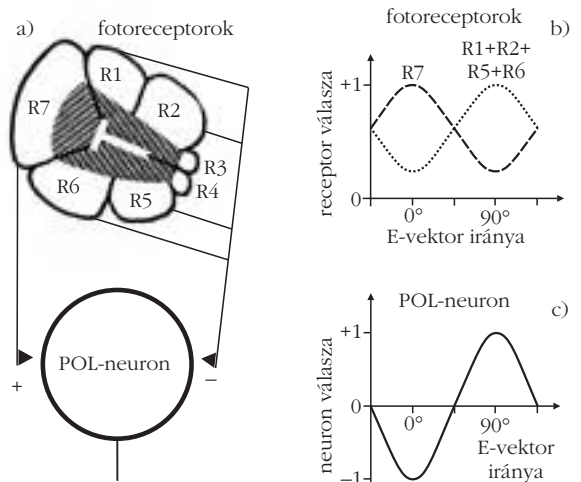 a)
fotoreceptorok
R1
R2
R7
R3
R4
R6
R5
POL-neuron
+
–
fotoreceptorok
b)
R7
R1+R2+
R5+R6
+1
0
receptor válasza
0°
90°
E-vektor iránya
POL-neuron
c)
+1
0
–1
neuron válasza
0°
90°
E-vektor
iránya